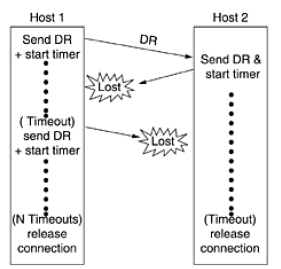 Host 1
Host 2
Send DR
+ start timer
DR
Send DR &
start timer
Lost
( Timeout)
send DR
+ start timer
Lost
(N Timeouts)
release
connection
(Timeout)
release
connection